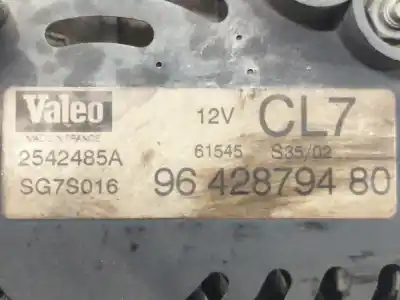 Valeo 12V CL7
MADE IN FRANCE
2542485A 61545 S35/02
SG7S016 96 428794 80